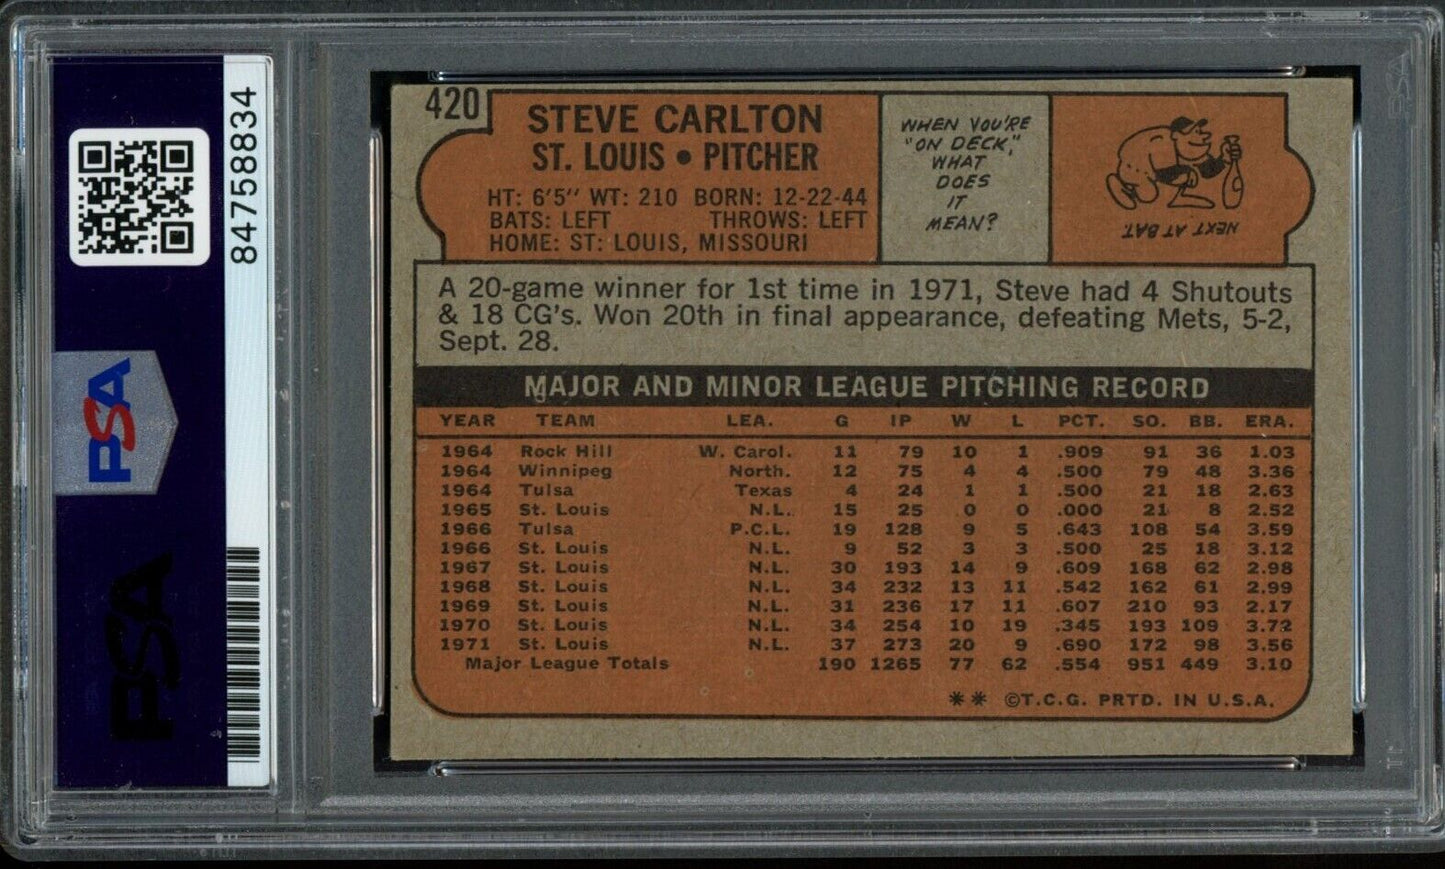 PSA
84758834
PSA
420
STEVE CARLTON
ST. LOUIS • PITCHER
HT: 6'5" WT: 210 BORN: 12-22-44
BATS: LEFT THROWS: LEFT
HOME: ST: LOUIS, MISSOURI
WHEN YOU'RE
"ON DECK,"
WHAT
DOES
IT
MEAN?
NEXT AT BAT
A 20-game winner for 1st time in 1971, Steve had 4 Shutouts
& 18 CG's. Won 20th in final appearance, defeating Mets, 5-2,
Sept. 28.
MAJOR AND MINOR LEAGUE PITCHING RECORD
YEAR TEAM LEA. G IP W L PCT. SO. BB. ERA.
1964 Rock Hill W. Carol. 11 79 10 1 .909 91 36 1.03
1964 Winnipeg North. 12 75 4 4 .500 79 48 3.36
1964 Tulsa Texas 4 24 1 1 .500 21 18 2.63
1965 St. Louis N.L. 15 25 0 0 .000 21 8 2.52
1966 Tulsa P.C.L. 19 128 9 5 .643 108 54 3.59
1966 St. Louis N.L. 9 52 3 3 .500 25 18 3.12
1967 St. Louis N.L. 30 193 14 9 .609 168 62 2.98
1968 St. Louis N.L. 34 232 13 11 .542 162 61 2.99
1969 St. Louis N.L. 31 236 17 11 .607 210 93 2.17
1970 St. Louis N.L. 34 254 10 19 .345 193 109 3.72
1971 St. Louis N.L. 37 273 20 9 .690 172 98 3.56
Major League Totals 190 1265 77 62 .554 951 449 3.10
** ©T.C.G. PRTD. IN U.S.A.
PSA